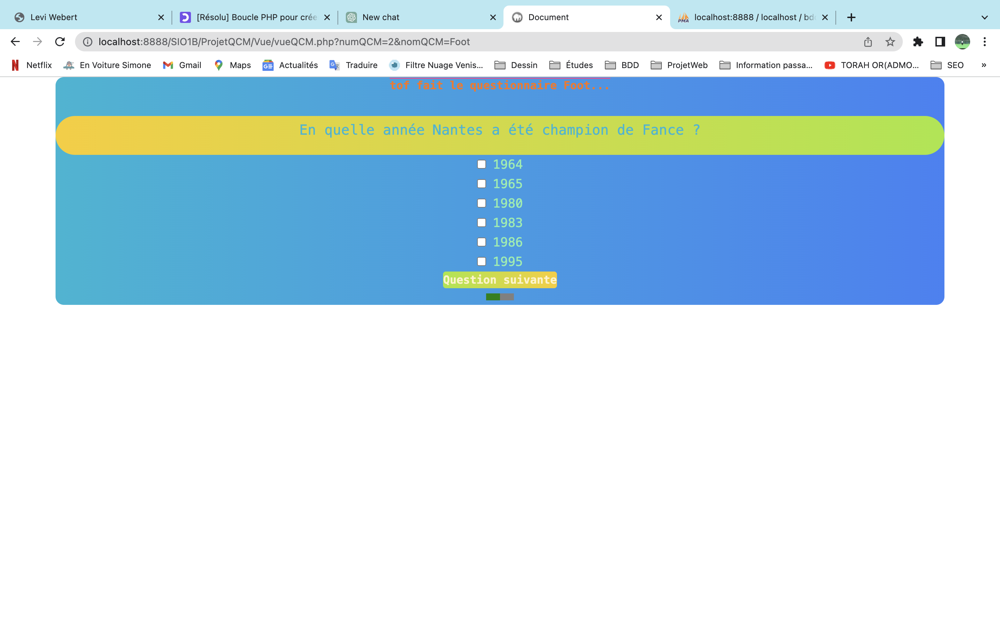 Levi Webert
[Résolu] Boucle PHP pour crée
New chat
Document
localhost:8888 / localhost / bd
localhost:8888/SIO1B/ProjetQCM/Vue/vueQCM.php?numQCM=2&nomQCM=Foot
Netflix
En Voiture Simone
Gmail
Maps
Actualités
Traduire
Filtre Nuage Venis...
Dessin
Études
BDD
ProjetWeb
Information passa...
TORAH OR(ADMO...
SEO
»
fait le questionnaire Foot...
En quelle année Nantes a été champion de Fance ?
1964
1965
1980
1983
1986
1995
Question suivante